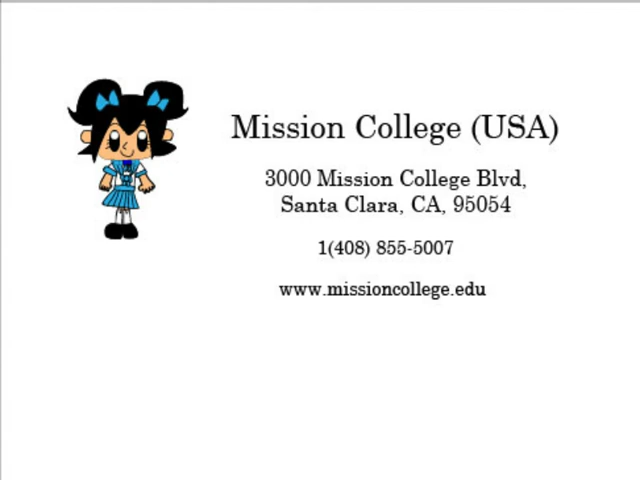 Mission College (USA)
3000 Mission College Blvd,
Santa Clara, CA, 95054
1(408) 855-5007
www.missioncollege.edu